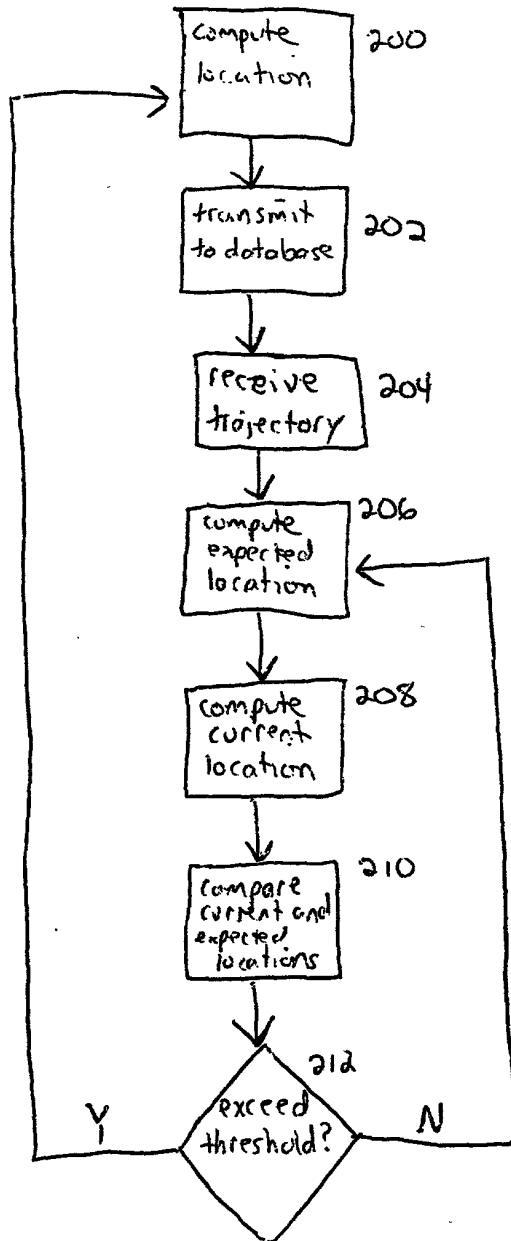 compute
location
200
transmit
to database
202
receive
trajectory
204
206
compute
expected
location
208
compute
current
location
210
compare
current and
expected
locations
212
exceed
threshold?
Y
N